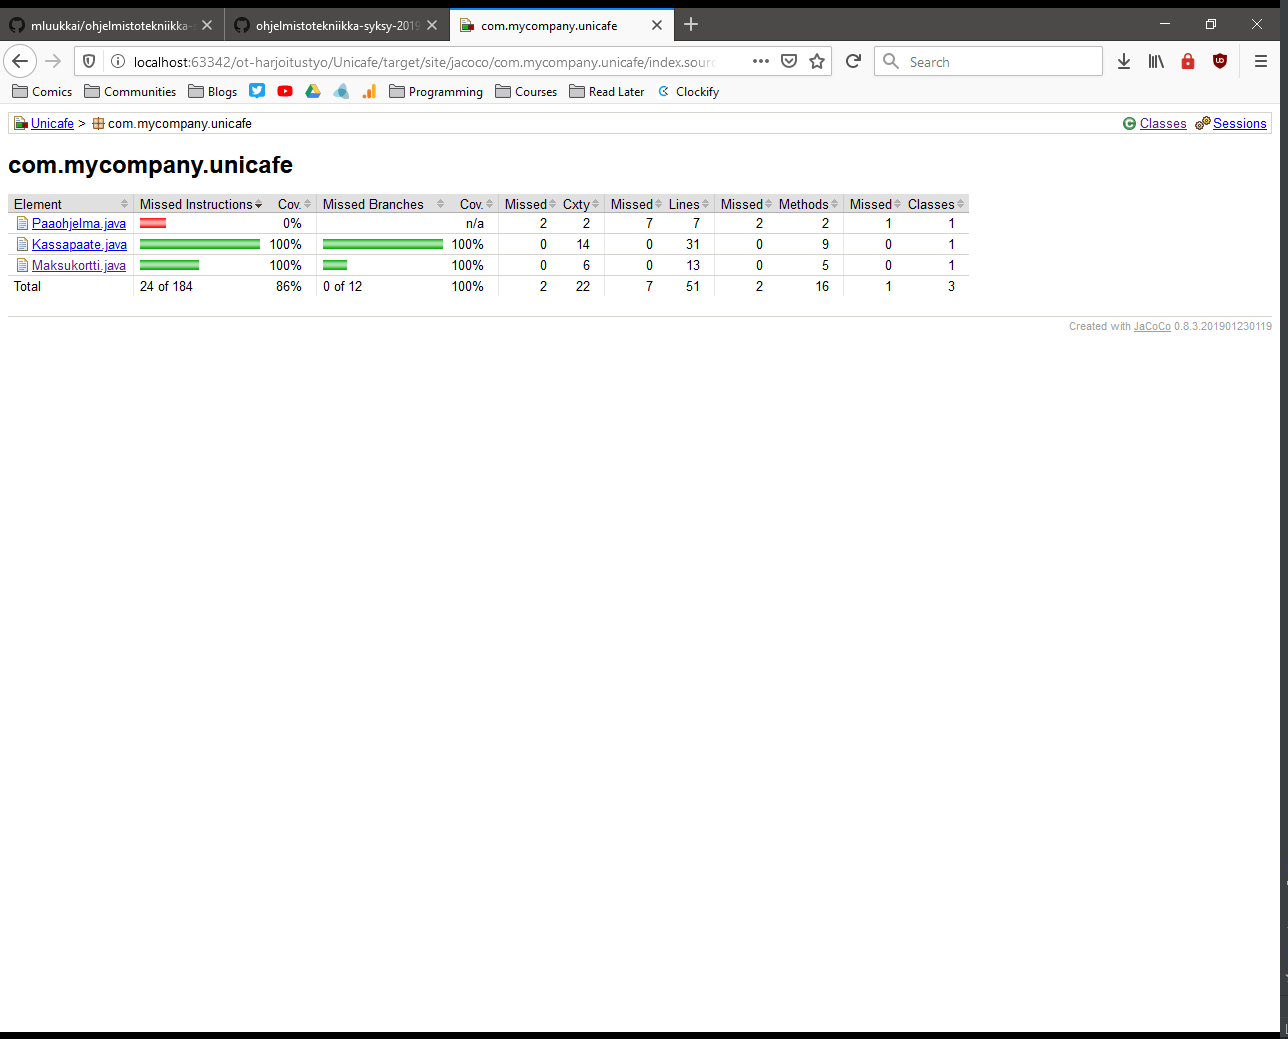 mluukkai/ohjelmistotekniikka- ohjelmistotekniikka-syksy-2019 com.mycompany.unicafe
localhost:63342/ot-harjoitustyo/Unicafe/target/site/jacoco/com.mycompany.unicafe/index.sourc Search
Comics Communities Blogs Programming Courses Read Later Clockify
Unicafe > com.mycompany.unicafe Classes Sessions
com.mycompany.unicafe
Element Missed Instructions Cov. Missed Branches Cov. Missed Cxty Missed Lines Missed Methods Missed Classes
Paaohjelma.java 0% n/a 2 2 7 7 2 2 1 1
Kassapaate.java 100% 100% 0 14 0 31 0 9 0 1
Maksukortti.java 100% 100% 0 6 0 13 0 5 0 1
Total 24 of 184 86% 0 of 12 100% 2 22 7 51 2 16 1 3
Created with JaCoCo 0.8.3.201901230119